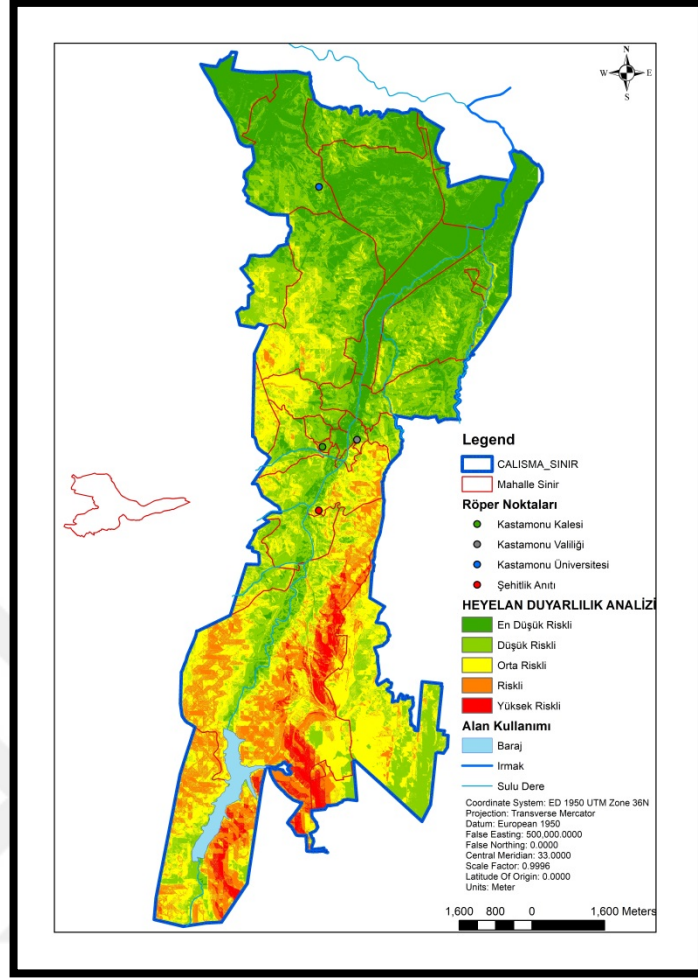 N
W E
S
Legend
CALISMA_SINIR
Mahalle Sinir
Röper Noktaları
Kastamonu Kalesi
Kastamonu Valiliği
Kastamonu Üniversitesi
Şehitlik Anıtı
HEYELAN DUYARLILIK ANALİZİ
En Düşük Riskli
Düşük Riskli
Orta Riskli
Riskli
Yüksek Riskli
Alan Kullanımı
Baraj
Irmak
Sulu Dere
Coordinate System: ED 1950 UTM Zone 36N
Projection: Transverse Mercator
Datum: European 1950
False Easting: 500,000.0000
False Northing: 0.0000
Central Meridian: 33.0000
Scale Factor: 0.9996
Latitude Of Origin: 0.0000
Units: Meter
1,600 800 0 1,600 Meters